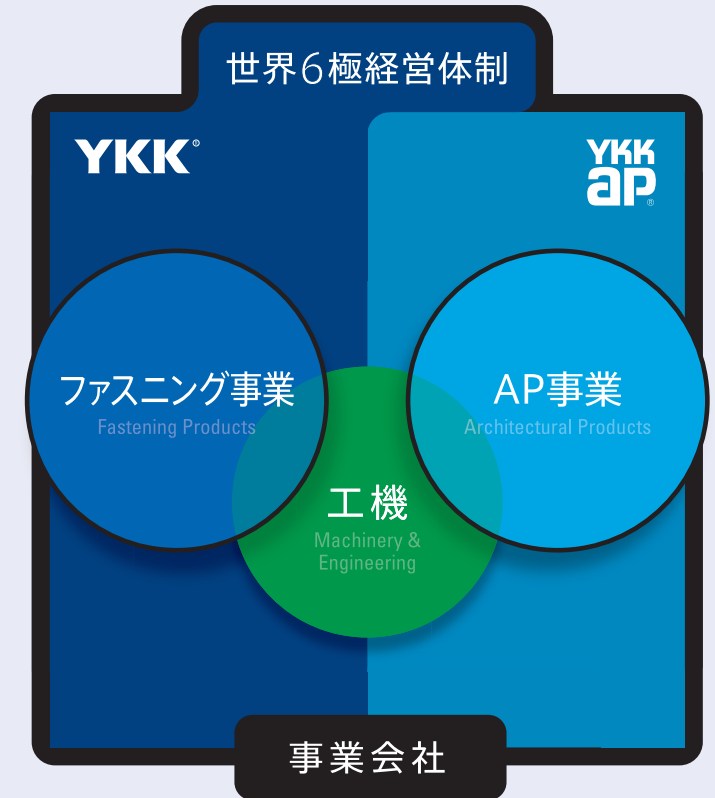 世界6極経営体制
YKK®
YKK
ap®
ファスニング事業
Fastening Products
AP事業
Architectural Products
工機
Machinery &
Engineering
事業会社